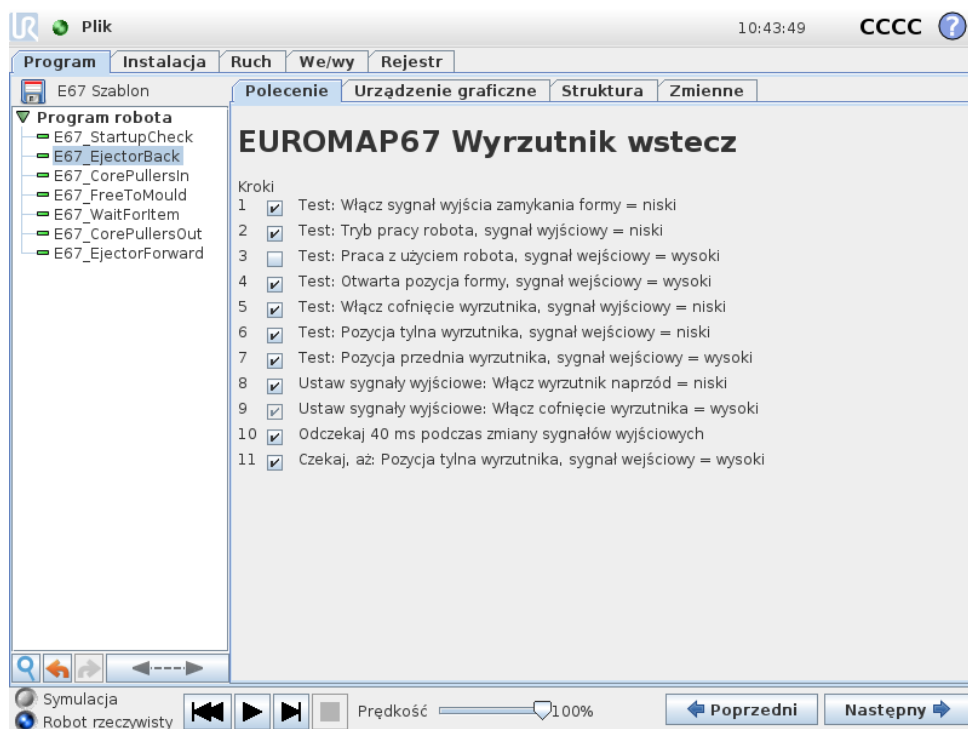 UR Plik 10:43:49 CCCC ?
Program Instalacja Ruch We/wy Rejestr
E67 Szablon
Polecenie Urządzenie graficzne Struktura Zmienne
Program robota
E67_StartupCheck
E67_EjectorBack
E67_CorePullersIn
E67_FreeToMould
E67_WaitForItem
E67_CorePullersOut
E67_EjectorForward
EUROMAP67 Wyrzutnik wstecz
Kroki
1 Test: Włącz sygnał wyjścia zamykania formy = niski
2 Test: Tryb pracy robota, sygnał wyjściowy = niski
3 Test: Praca z użyciem robota, sygnał wejściowy = wysoki
4 Test: Otwarta pozycja formy, sygnał wejściowy = wysoki
5 Test: Włącz cofnięcie wyrzutnika, sygnał wyjściowy = niski
6 Test: Pozycja tylna wyrzutnika, sygnał wejściowy = niski
7 Test: Pozycja przednia wyrzutnika, sygnał wejściowy = wysoki
8 Ustaw sygnały wyjściowe: Włącz wyrzutnik naprzód = niski
9 Ustaw sygnały wyjściowe: Włącz cofnięcie wyrzutnika = wysoki
10 Odczekaj 40 ms podczas zmiany sygnałów wyjściowych
11 Czekaj, aż: Pozycja tylna wyrzutnika, sygnał wejściowy = wysoki
Symulacja
Robot rzeczywisty
Prędkość 100%
Poprzedni
Następny